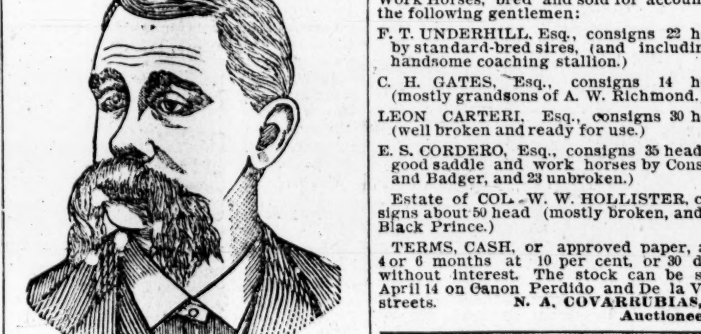 Work Horses, bred and sold for accoun
the following gentlemen:
F. T. UNDERHILL. Esq., consigns 22 h
by standard-bred sires, (and includin
handsome coaching stallion.)
C. H. GATES, Esq., consigns 14 h
(mostly grandsons of A. W. Richmond.
LEON CARTERI, Esq., consigns 30 h
(well broken and ready for use.)
E. S. CORDERO, Esq., consigns 35 head
good saddle and work horses by Cons
and Badger, and 23 unbroken.)
Estate of COL. W. W. HOLLISTER, c
signs about 50 head (mostly broken, and
Black Prince.)
TERMS, CASH, or approved paper, a
4 or 6 months at 10 per cent, or 30 d
without interest. The stock can be s
April 14 on Canon Perdido and De la V
streets. N. A. COVARRUBIAS,
Auctionee